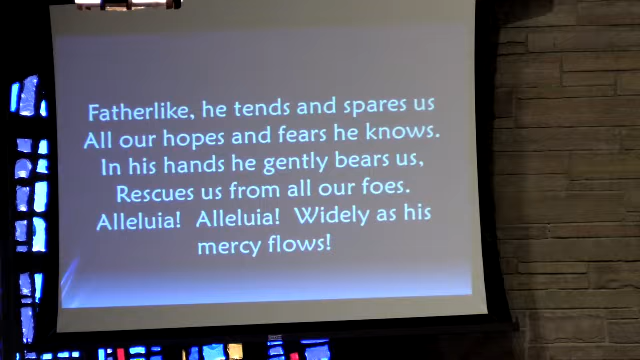 Fatherlike, he tends and spares us
All our hopes and fears he knows.
In his hands he gently bears us,
Rescues us from all our foes.
Alleluia! Alleluia! Widely as his
mercy flows!